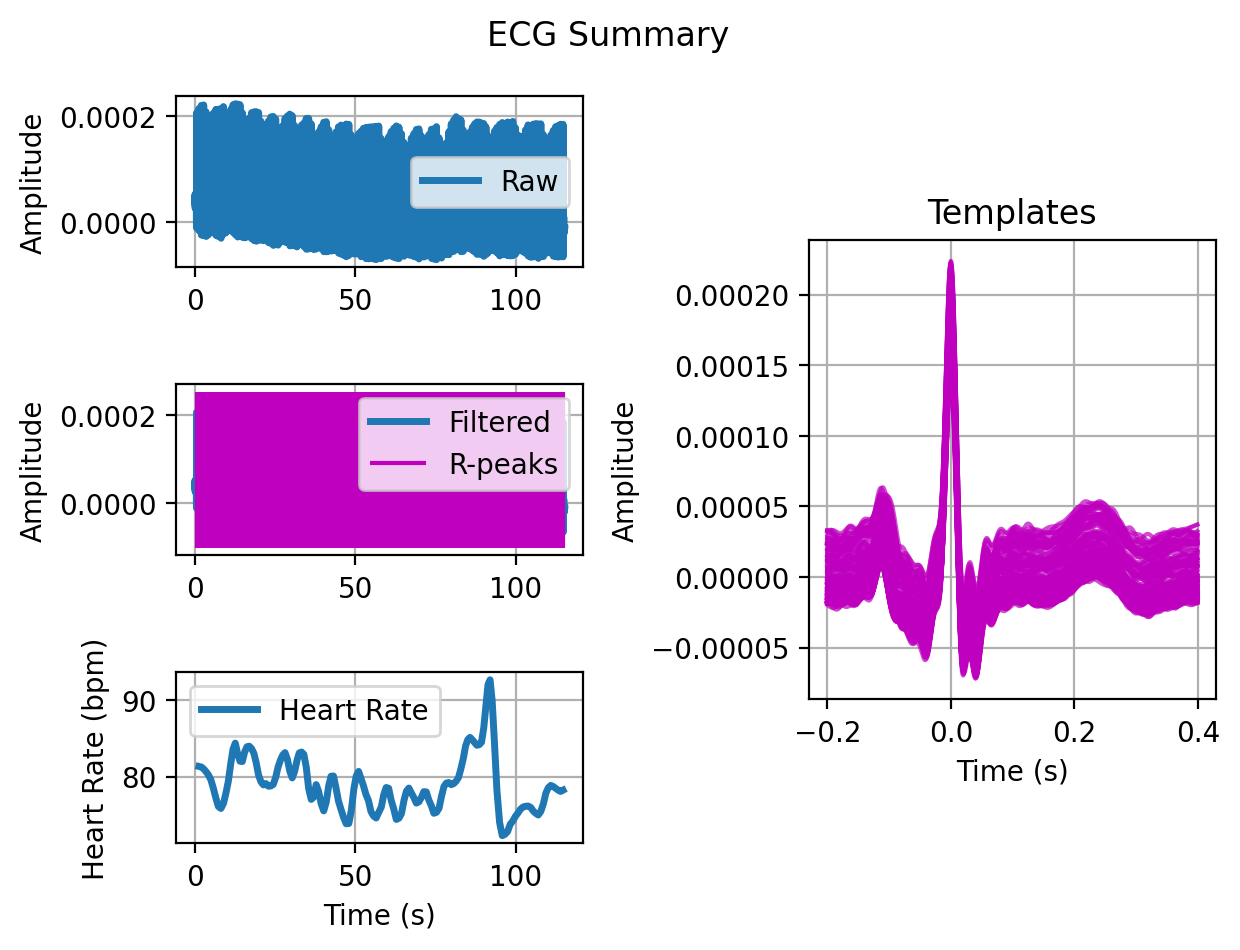 ECG Summary
Amplitude
0.0002
0.0000
Raw
0
50
100
Amplitude
0.0002
0.0000
Filtered
R-peaks
0
50
100
Heart Rate (bpm)
90
80
Heart Rate
0
50
100
Time (s)
Templates
Amplitude
0.00020
0.00015
0.00010
0.00005
0.00000
−0.00005
−0.2
0.0
0.2
0.4
Time (s)